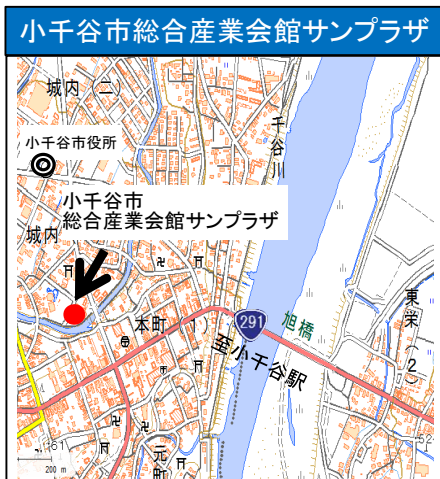 小千谷市総合産業会館サンプラザ
城内(二)
千谷川
小千谷市役所
小千谷市
総合産業会館サンプラザ
城内
本町(1)
291
旭橋
至小千谷駅
東栄(2)
元町
61
52
200 m